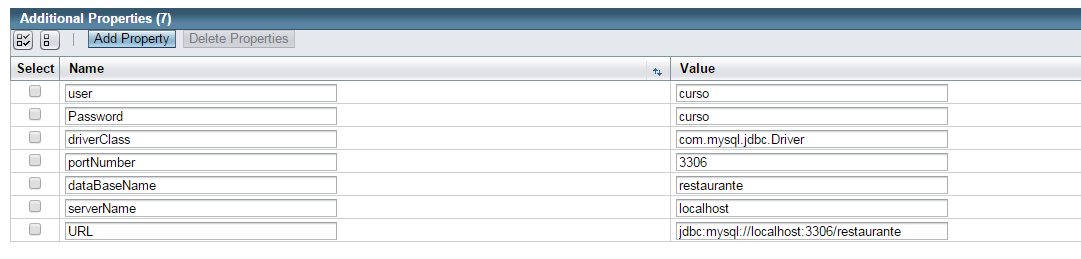 Additional Properties (7)
Add Property Delete Properties
Select Name Value
user curso
Password curso
driverClass com.mysql.jdbc.Driver
portNumber 3306
dataBaseName restaurante
serverName localhost
URL jdbc:mysql://localhost:3306/restaurante